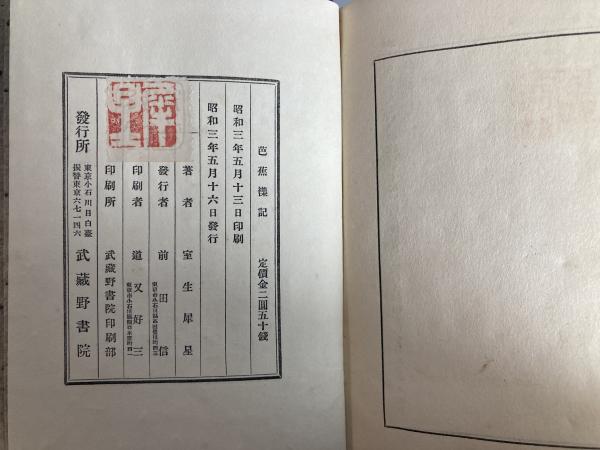 芭蕉襍記　定價金二圓五十錢
昭和三年五月十三日印刷
昭和三年五月十六日發行
著者　室生犀星
發行者　前田信
印刷者　道又好三
印刷所　武藏野書院印刷部
發行所
東京小石川目白臺
振替東京六七一四六
武藏野書院